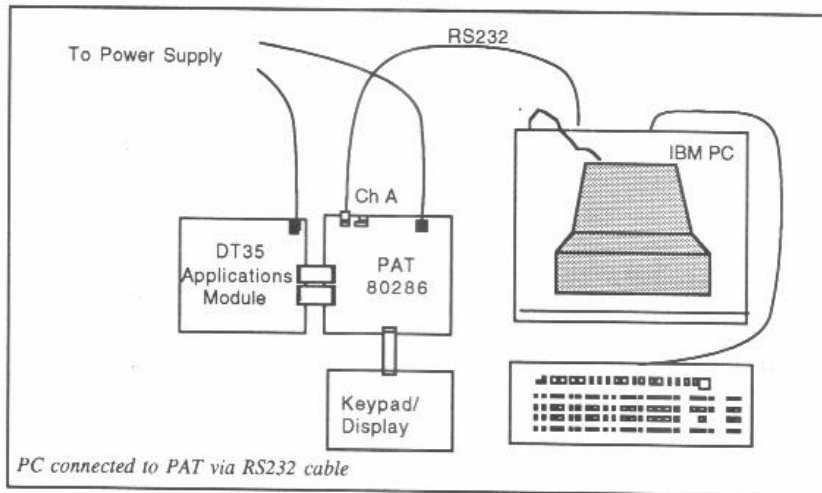 To Power Supply
RS232
IBM PC
Ch A
DT35
Applications
Module
PAT
80286
Keypad/
Display
PC connected to PAT via RS232 cable